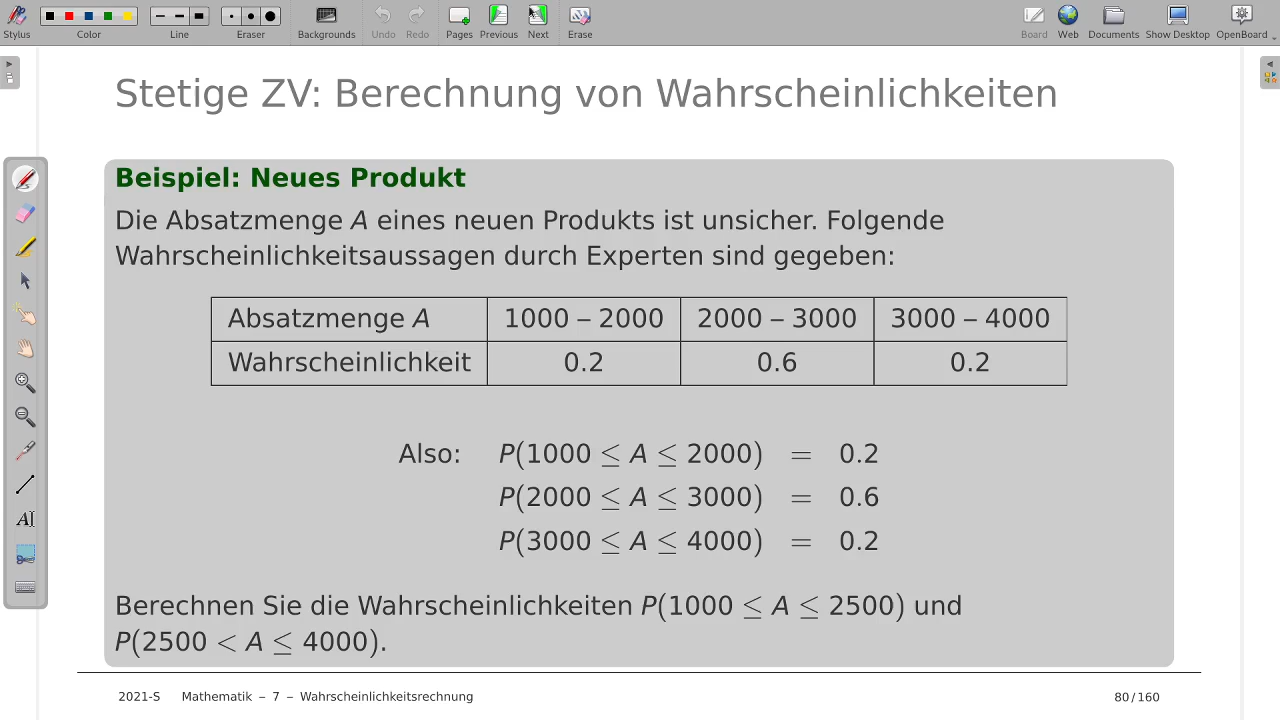 Stylus Color Line Eraser Backgrounds Undo Redo Pages Previous Next Erase Board Web Documents Show Desktop OpenBoard
Stetige ZV: Berechnung von Wahrscheinlichkeiten
Beispiel: Neues Produkt
Die Absatzmenge A eines neuen Produkts ist unsicher. Folgende
Wahrscheinlichkeitsaussagen durch Experten sind gegeben:
Absatzmenge A 1000 – 2000 2000 – 3000 3000 – 4000
Wahrscheinlichkeit 0.2 0.6 0.2
Also: P(1000 ≤ A ≤ 2000) = 0.2
P(2000 ≤ A ≤ 3000) = 0.6
P(3000 ≤ A ≤ 4000) = 0.2
Berechnen Sie die Wahrscheinlichkeiten P(1000 ≤ A ≤ 2500) und
P(2500 < A ≤ 4000).
2021-S Mathematik – 7 – Wahrscheinlichkeitsrechnung 80/160